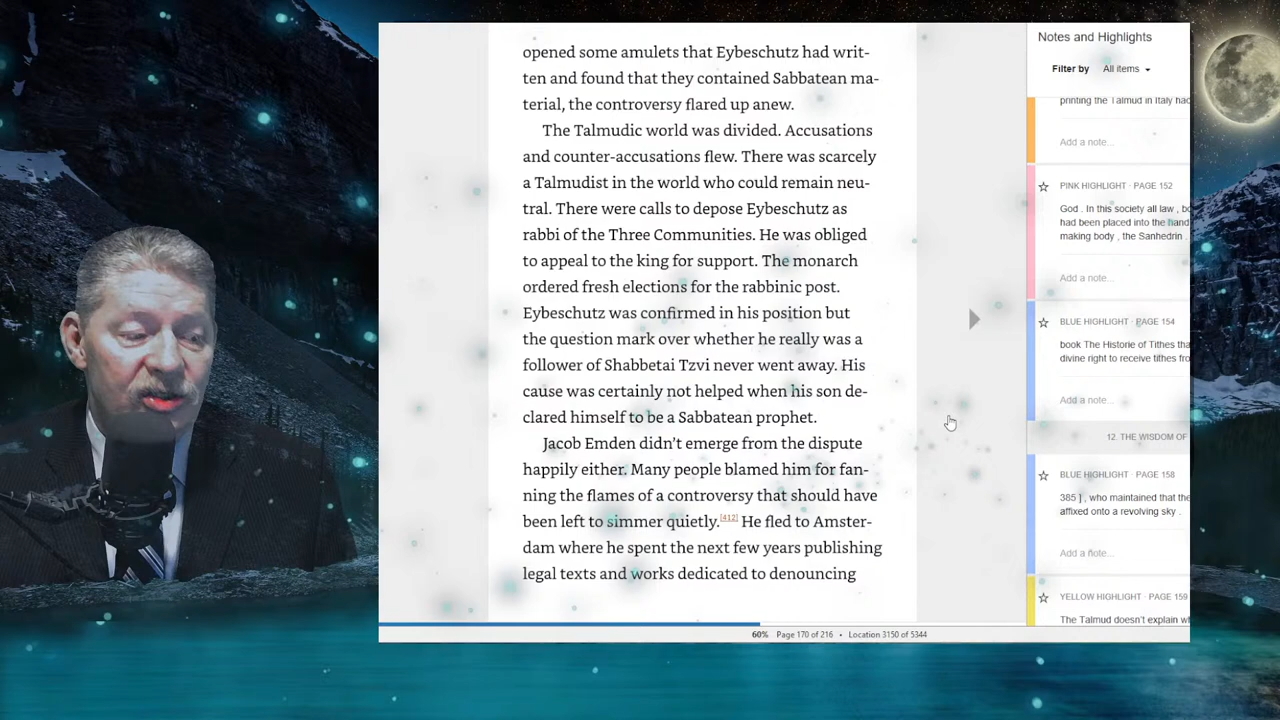 opened some amulets that Eybeschutz had writ-
ten and found that they contained Sabbatean ma-
terial, the controversy flared up anew.
The Talmudic world was divided. Accusations
and counter-accusations flew. There was scarcely
a Talmudist in the world who could remain neu-
tral. There were calls to depose Eybeschutz as
rabbi of the Three Communities. He was obliged
to appeal to the king for support. The monarch
ordered fresh elections for the rabbinic post.
Eybeschutz was confirmed in his position but
the question mark over whether he really was a
follower of Shabbetai Tzvi never went away. His
cause was certainly not helped when his son de-
clared himself to be a Sabbatean prophet.
Jacob Emden didn't emerge from the dispute
happily either. Many people blamed him for fan-
ning the flames of a controversy that should have
been left to simmer quietly.[412] He fled to Amster-
dam where he spent the next few years publishing
legal texts and works dedicated to denouncing
60% Page 170 of 216 • Location 3150 of 5344
Notes and Highlights
Filter by All items
printing the Talmud in Italy had
Add a note...
PINK HIGHLIGHT · PAGE 152
God . In this society all law , bo
had been placed into the hand
making body , the Sanhedrin .
Add a note...
BLUE HIGHLIGHT · PAGE 154
book The Historie of Tithes tha
divine right to receive tithes fro
Add a note...
12. THE WISDOM OF
BLUE HIGHLIGHT · PAGE 158
385 ] , who maintained that the
affixed onto a revolving sky .
Add a note...
YELLOW HIGHLIGHT · PAGE 159
The Talmud doesn't explain wh